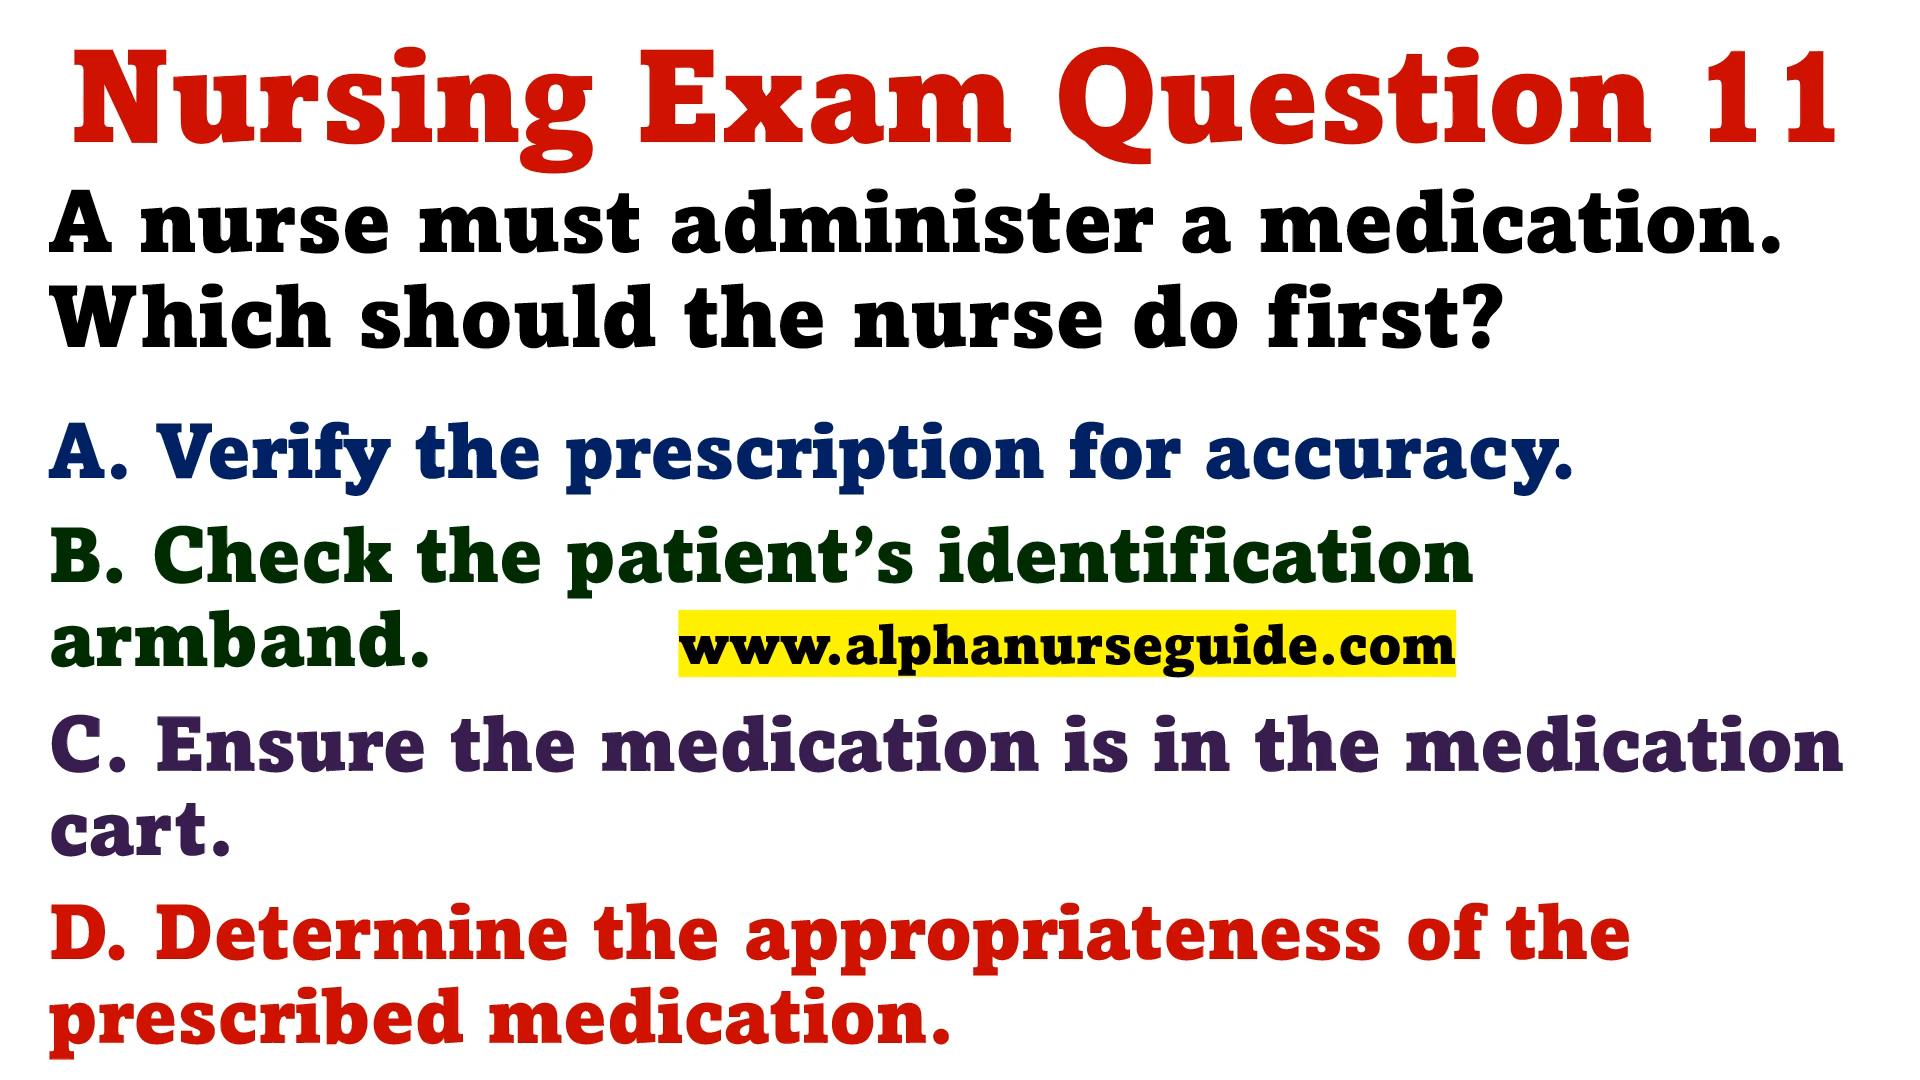 Nursing Exam Question 11
A nurse must administer a medication.
Which should the nurse do first?
A. Verify the prescription for accuracy.
B. Check the patient’s identification
armband.
www.alphanurseguide.com
C. Ensure the medication is in the medication
cart.
D. Determine the appropriateness of the
prescribed medication.